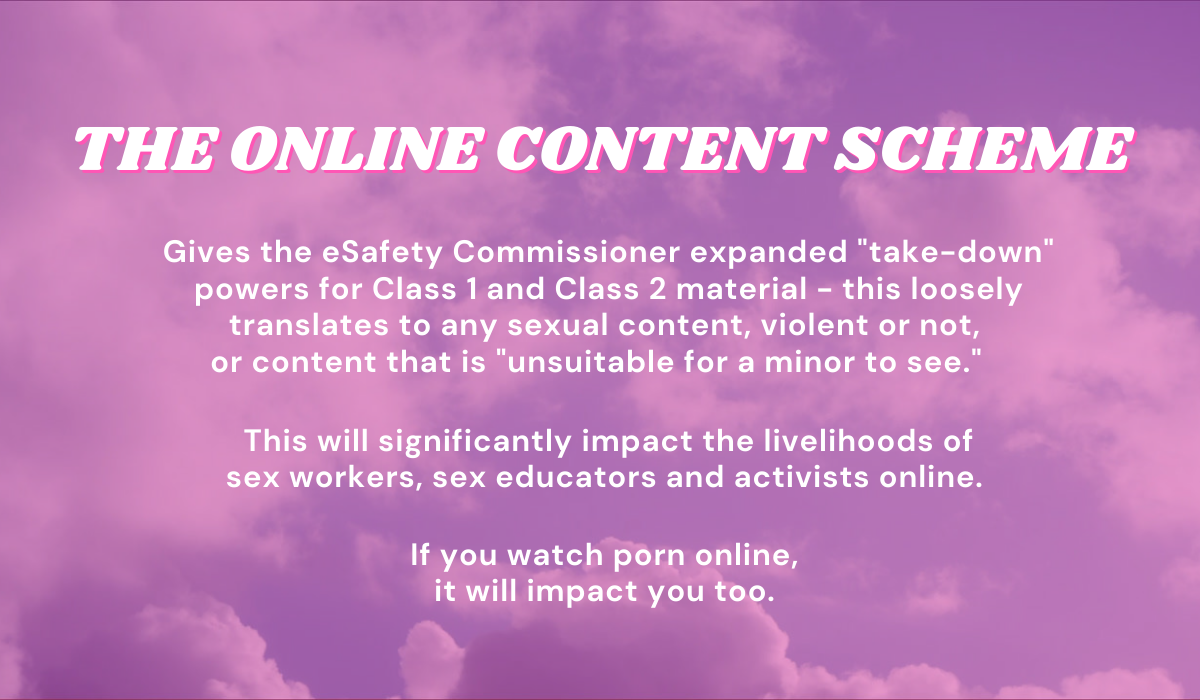 THE ONLINE CONTENT SCHEME
Gives the eSafety Commissioner expanded "take-down"
powers for Class 1 and Class 2 material - this loosely
translates to any sexual content, violent or not,
or content that is "unsuitable for a minor to see."
This will significantly impact the livelihoods of
sex workers, sex educators and activists online.
If you watch porn online,
it will impact you too.